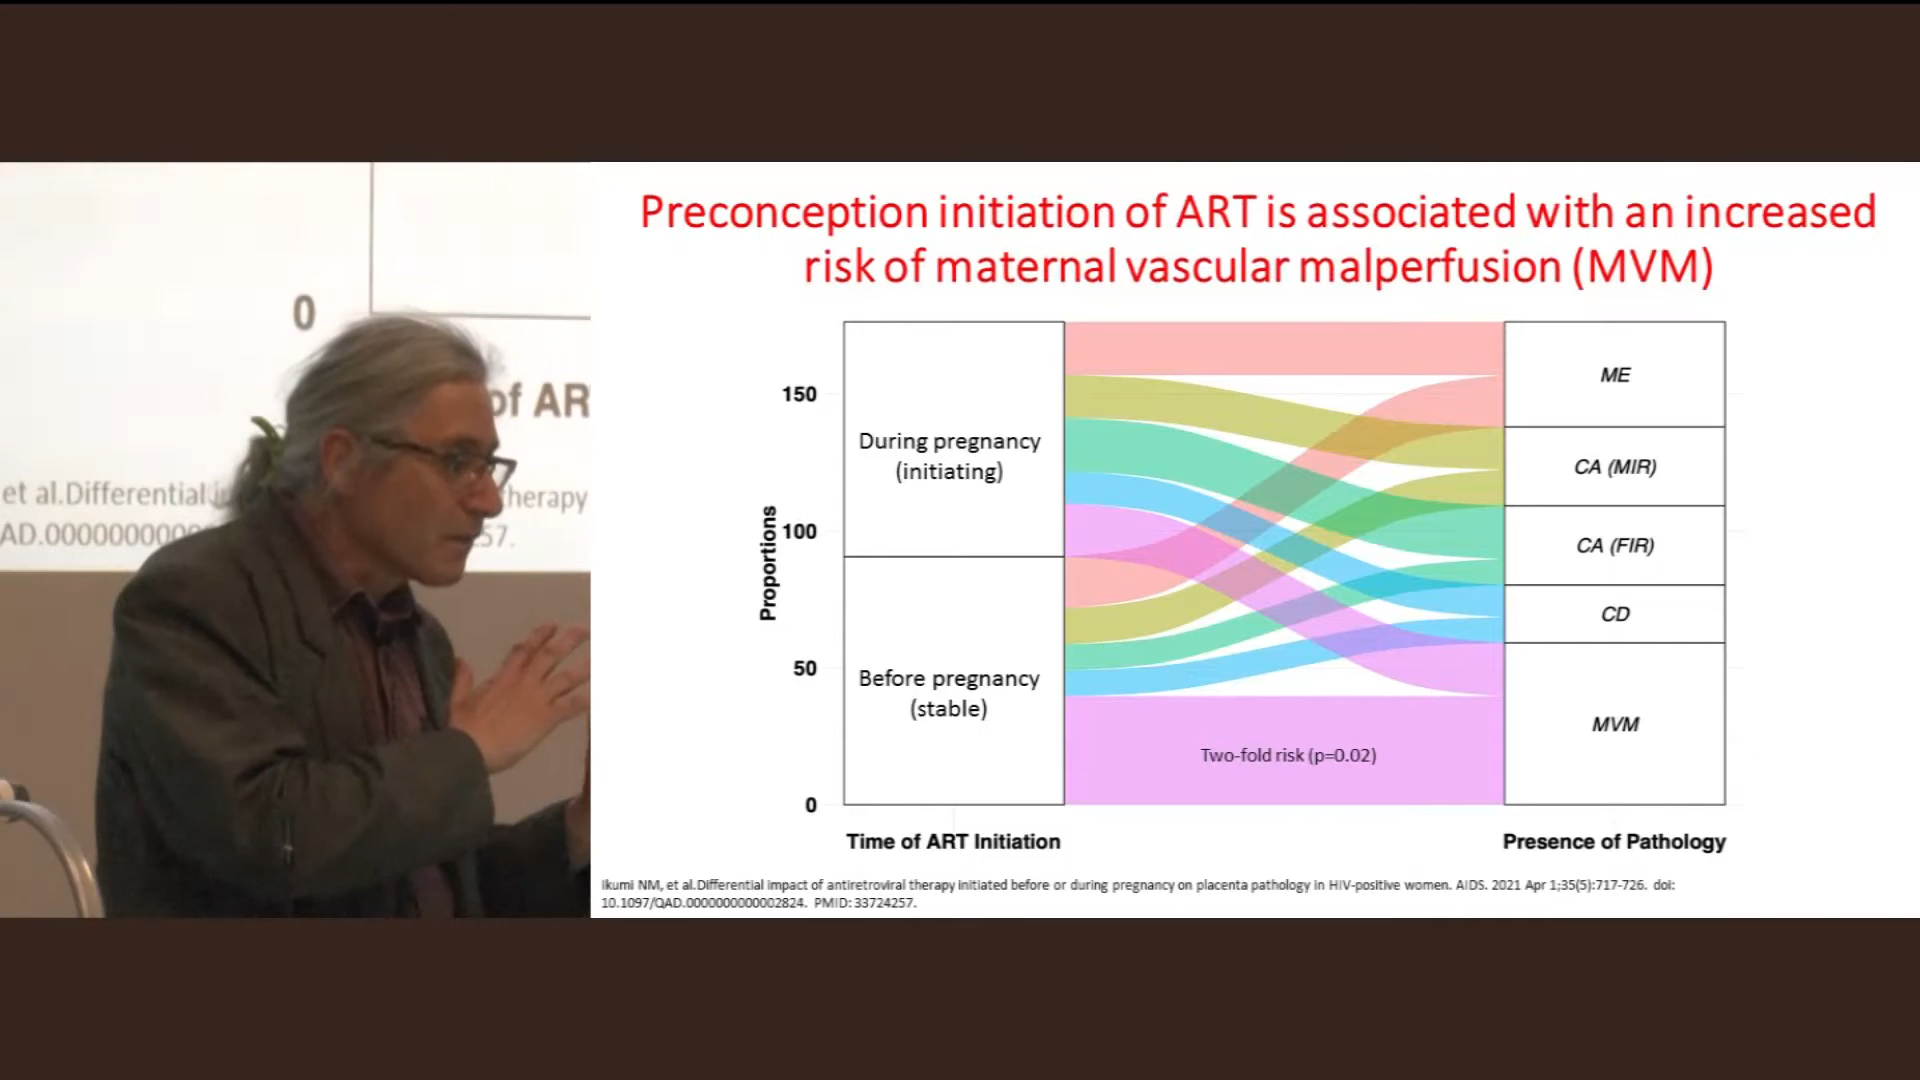 Preconception initiation of ART is associated with an increased
risk of maternal vascular malperfusion (MVM)
0
of AR
et al.Differential
therapy
57.
150
100
50
0
Proportions
During pregnancy
(initiating)
Before pregnancy
(stable)
ME
CA (MIR)
CA (FIR)
CD
MVM
Two-fold risk (p=0.02)
Time of ART Initiation
Presence of Pathology
Ikumi NM, et al.Differential impact of antiretroviral therapy initiated before or during pregnancy on placenta pathology in HIV-positive women. AIDS. 2021 Apr 1;35(5):717-726. doi:
10.1097/QAD.0000000000002824. PMID: 33724257.